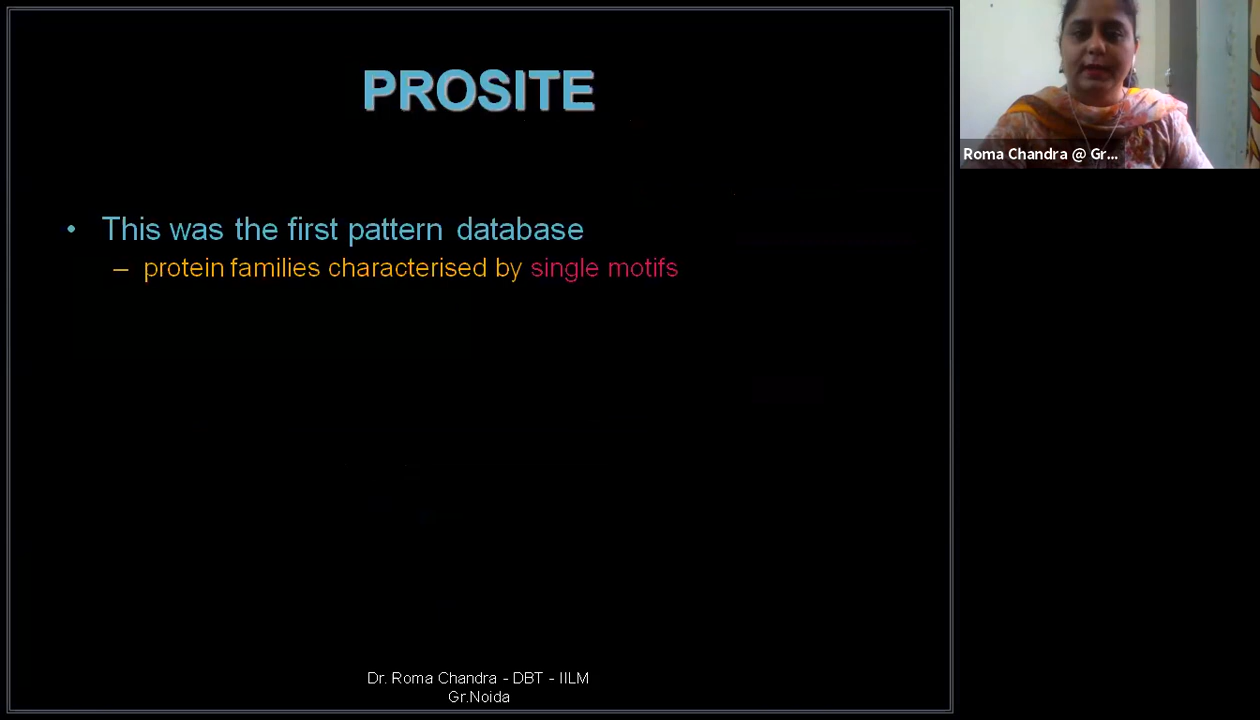 PROSITE
• This was the first pattern database
– protein families characterised by single motifs
Dr. Roma Chandra - DBT - IILM
Gr.Noida
Roma Chandra @ Gr...